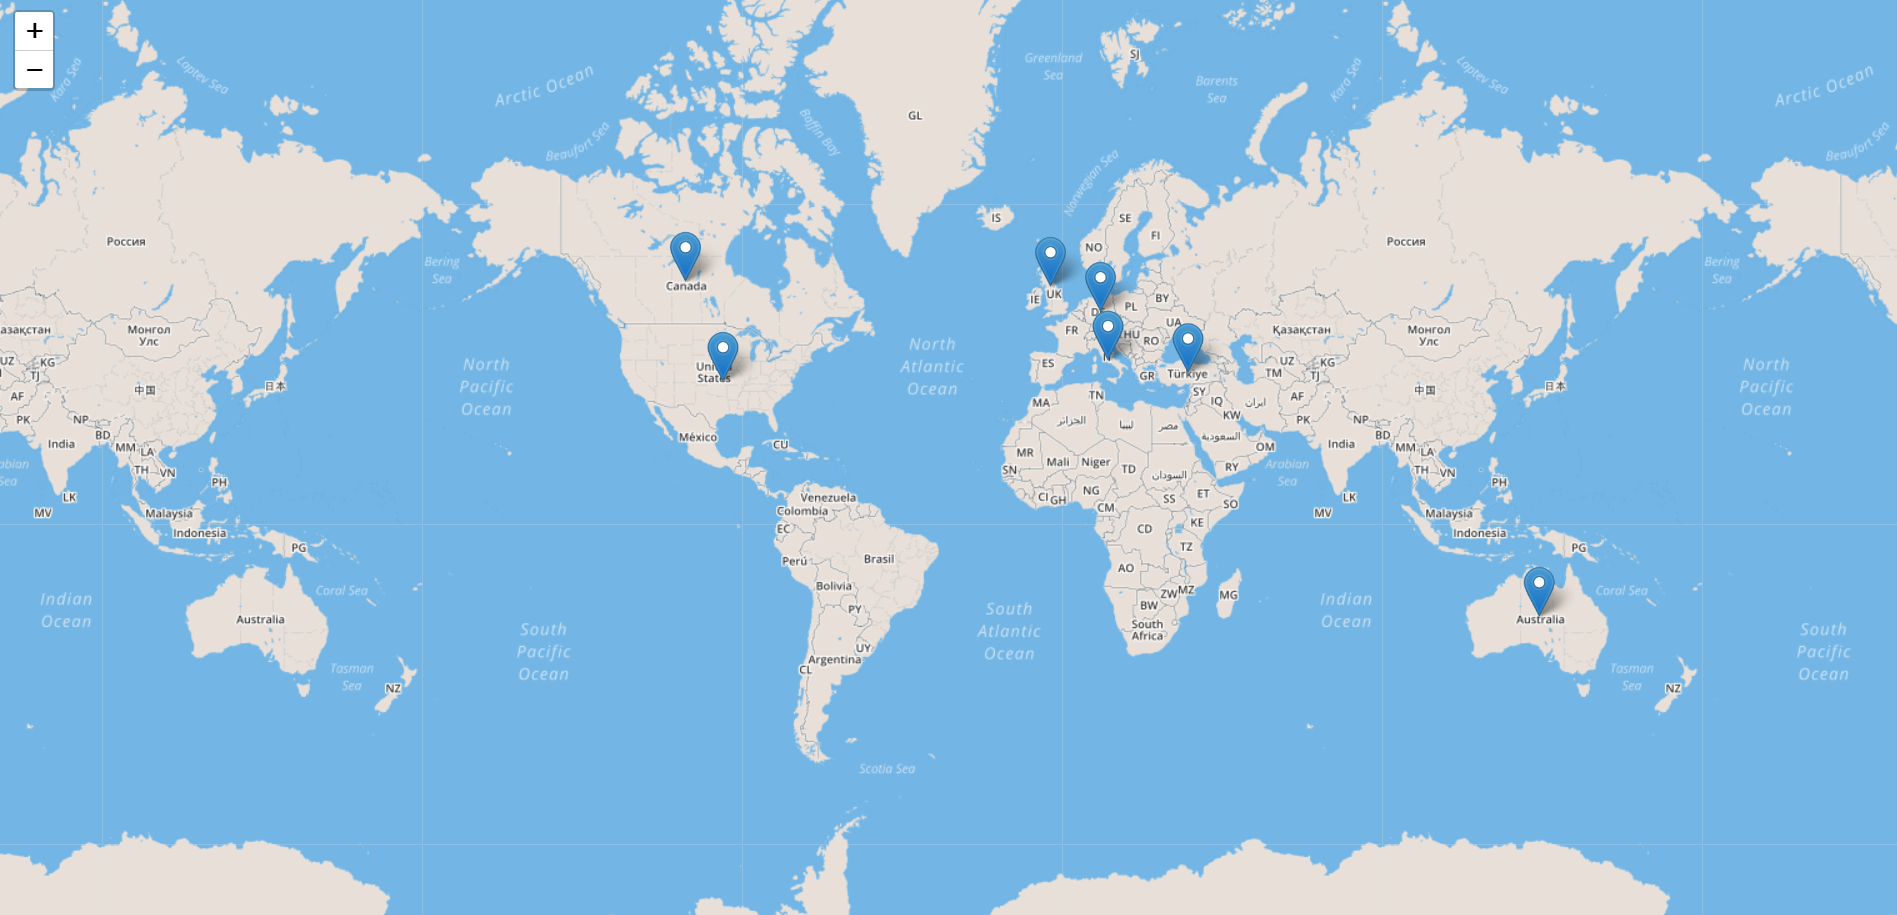 +
−
Kara Sea
Laptev Sea
Arctic Ocean
Beaufort Sea
Baffin Bay
GL
Greenland
Sea
SJ
Barents
Sea
Kara Sea
Laptev Sea
Arctic Ocean
Beaufort Sea
Norwegian Sea
IS
SE
FI
NO
Россия
Россия
Bering
Sea
Bering
Sea
Canada
IE
UK
PL
BY
UA
FR
HU
RO
ES
GR
Türkiye
азақстан
Монгол
Улс
UZ
KG
TJ
中国
日本
AF
PK
NP
India
BD
MM
LA
TH
VN
PH
LK
MV
Malaysia
Indonesia
PG
North
Pacific
Ocean
States
México
CU
North
Atlantic
Ocean
Venezuela
Colombia
EC
Perú
Brasil
Bolivia
PY
UY
Argentina
CL
MA
TN
الجزائر
ليبيا
مصر
SY
IQ
ایران
KW
السعودية
OM
RY
Arabian
Sea
MR
Mali
Niger
TD
السودان
SN
CI
GH
NG
CM
SS
ET
SO
CD
KE
TZ
AO
ZW
MZ
MG
BW
South
Africa
Қазақстан
Монгол
Улс
UZ
KG
TM
TJ
中国
日本
AF
PK
NP
India
BD
MM
LA
TH
VN
PH
LK
MV
Malaysia
Indonesia
PG
North
Pacific
Ocean
Indian
Ocean
Coral Sea
Australia
Tasman
Sea
NZ
South
Pacific
Ocean
South
Atlantic
Ocean
Scotia Sea
Indian
Ocean
Coral Sea
Australia
Tasman
Sea
NZ
South
Pacific
Ocean